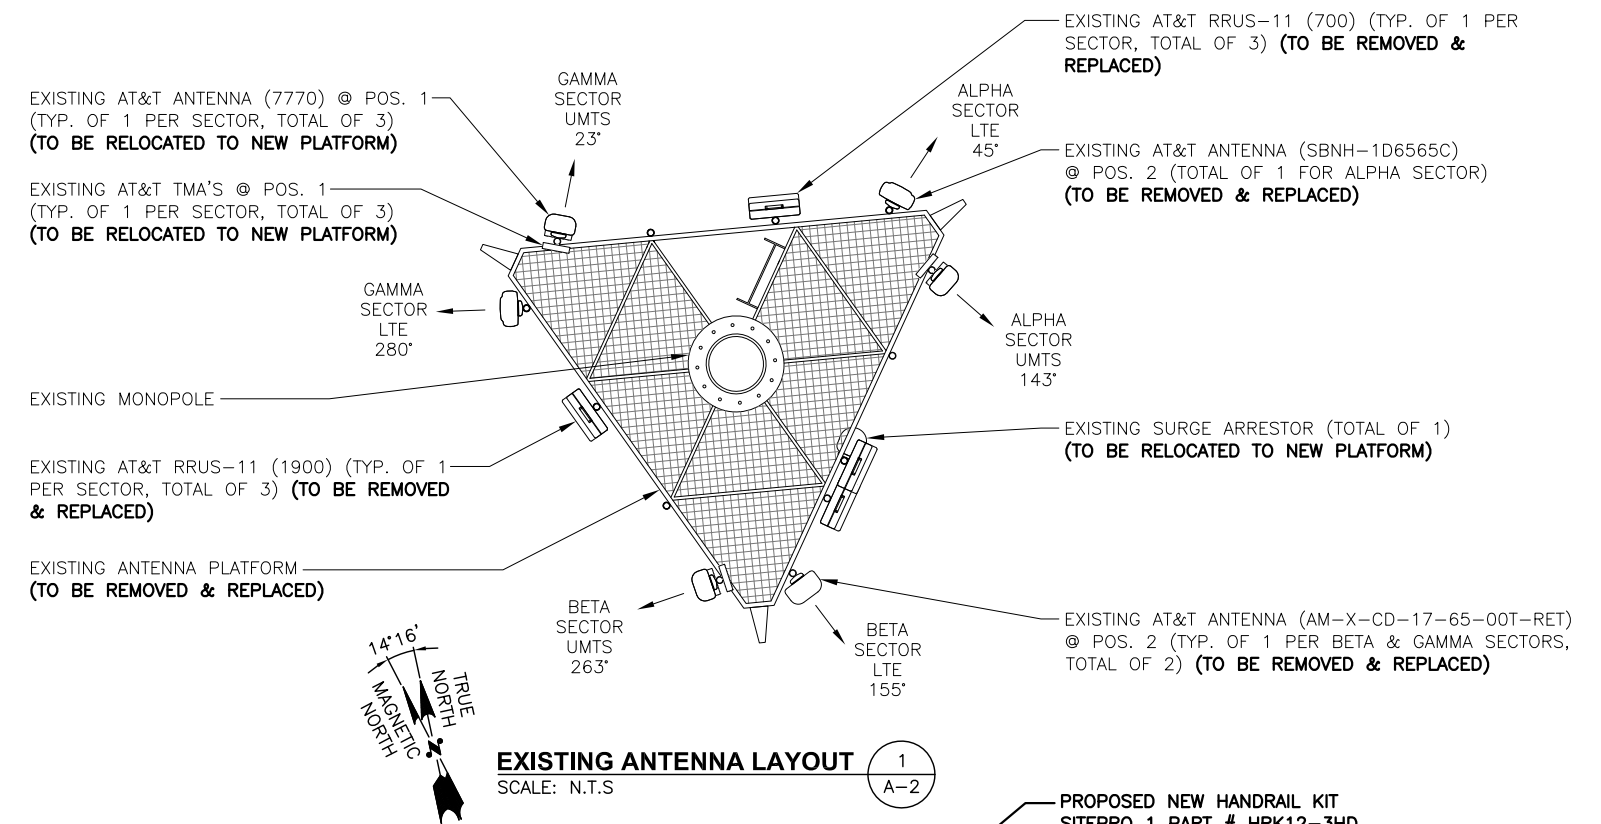 EXISTING AT&T RRUS-11 (700) (TYP. OF 1 PER
SECTOR, TOTAL OF 3) (TO BE REMOVED &
REPLACED)
GAMMA
SECTOR
UMTS
23°
ALPHA
SECTOR
LTE
45°
EXISTING AT&T ANTENNA (7770) @ POS. 1
(TYP. OF 1 PER SECTOR, TOTAL OF 3)
(TO BE RELOCATED TO NEW PLATFORM)
EXISTING AT&T ANTENNA (SBNH-1D6565C)
@ POS. 2 (TOTAL OF 1 FOR ALPHA SECTOR)
(TO BE REMOVED & REPLACED)
EXISTING AT&T TMA'S @ POS. 1
(TYP. OF 1 PER SECTOR, TOTAL OF 3)
(TO BE RELOCATED TO NEW PLATFORM)
GAMMA
SECTOR
LTE
280°
ALPHA
SECTOR
UMTS
143°
EXISTING MONOPOLE
EXISTING SURGE ARRESTOR (TOTAL OF 1)
(TO BE RELOCATED TO NEW PLATFORM)
EXISTING AT&T RRUS-11 (1900) (TYP. OF 1
PER SECTOR, TOTAL OF 3) (TO BE REMOVED
& REPLACED)
EXISTING ANTENNA PLATFORM
(TO BE REMOVED & REPLACED)
BETA
SECTOR
UMTS
263°
BETA
SECTOR
LTE
155°
EXISTING AT&T ANTENNA (AM-X-CD-17-65-00T-RET)
@ POS. 2 (TYP. OF 1 PER BETA & GAMMA SECTORS,
TOTAL OF 2) (TO BE REMOVED & REPLACED)
14°16'
TRUE
NORTH
MAGNETIC
NORTH
N
EXISTING ANTENNA LAYOUT
SCALE: N.T.S
1
A-2
PROPOSED NEW HANDRAIL KIT
SITEPRO 1 PART # HRK12-3HD